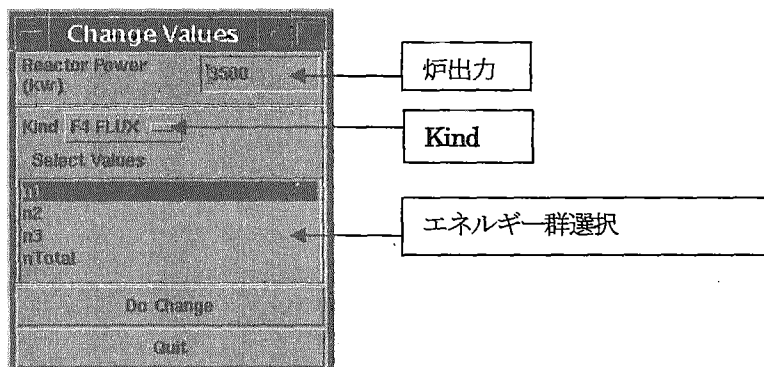 Change Values
Reactor Power
(kw)
3500
炉出力
Kind F4 FLUX
Kind
Select Values
n1
n2
n3
nTotal
エネルギー群選択
Do Change
Quit